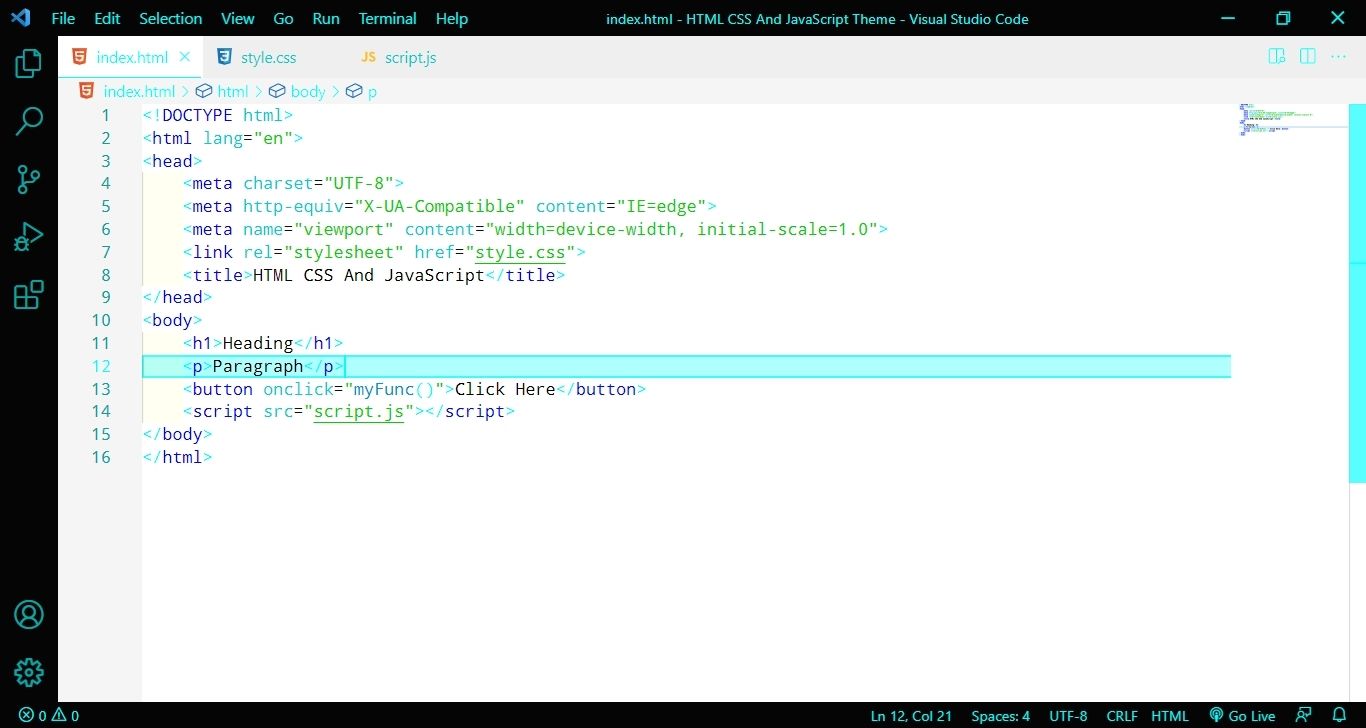 File Edit Selection View Go Run Terminal Help index.html - HTML CSS And JavaScript Theme - Visual Studio Code
index.html style.css JS script.js
index.html > html > body > p
1 <!DOCTYPE html>
2 <html lang="en">
3 <head>
4 <meta charset="UTF-8">
5 <meta http-equiv="X-UA-Compatible" content="IE=edge">
6 <meta name="viewport" content="width=device-width, initial-scale=1.0">
7 <link rel="stylesheet" href="style.css">
8 <title>HTML CSS And JavaScript</title>
9 </head>
10 <body>
11 <h1>Heading</h1>
12 <p>Paragraph</p>
13 <button onclick="myFunc()">Click Here</button>
14 <script src="script.js"></script>
15 </body>
16 </html>
0 0 Ln 12, Col 21 Spaces: 4 UTF-8 CRLF HTML Go Live